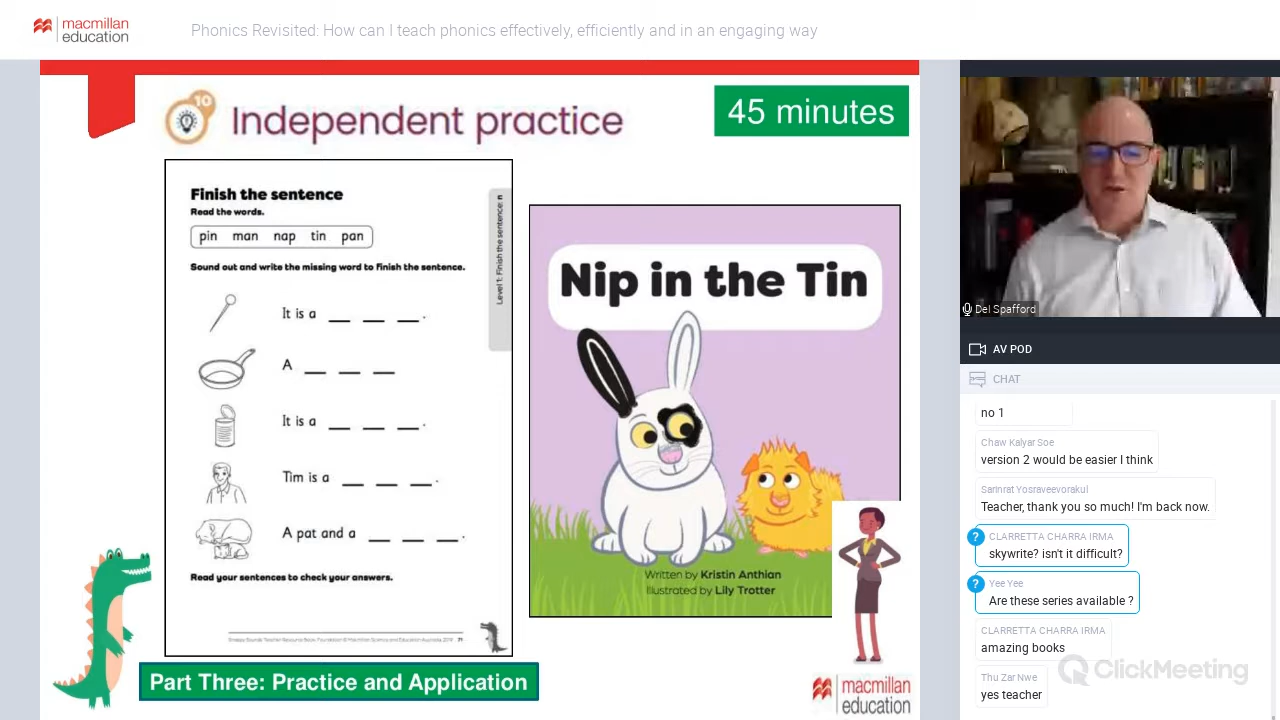 macmillan
education
Phonics Revisited: How can I teach phonics effectively, efficiently and in an engaging way
10
Independent practice
45 minutes
Finish the sentence
Read the words.
pin man nap tin pan
Sound out and write the missing word to finish the sentence.
Level 1: Finish the sentence: n
It is a _ _ _.
A _ _ _
It is a _ _ _.
Tim is a _ _ _.
A pat and a _ _ _.
Read your sentences to check your answers.
71
Nip in the Tin
Written by Kristin Anthian
Illustrated by Lily Trotter
Part Three: Practice and Application
macmillan
education
Del Spafford
AV POD
CHAT
no 1
Chaw Kalyar Soe
version 2 would be easier I think
Sarinrat Yosraveevorakul
Teacher, thank you so much! I'm back now.
?
CLARRETTA CHARRA IRMA
skywrite? isn't it difficult?
?
Yee Yee
Are these series available ?
CLARRETTA CHARRA IRMA
amazing books
ClickMeeting
Thu Zar Nwe
yes teacher